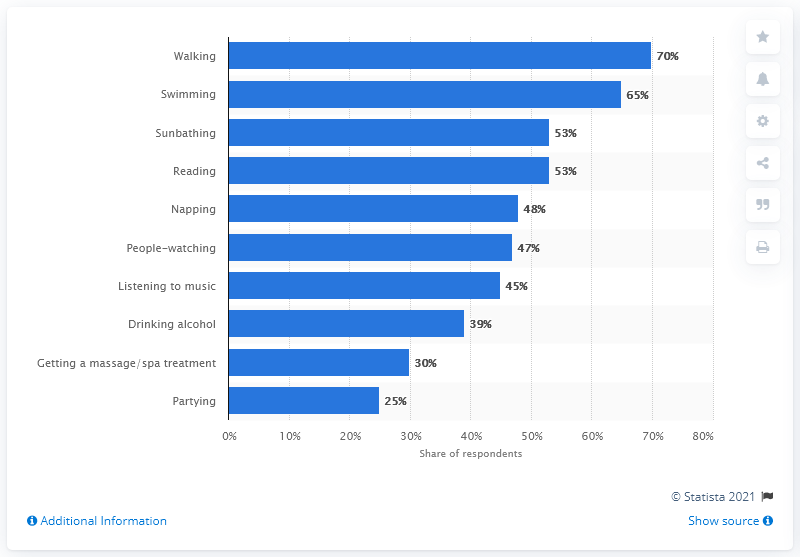 Walking 70%
Swimming 65%
Sunbathing 53%
Reading 53%
Napping 48%
People-watching 47%
Listening to music 45%
Drinking alcohol 39%
Getting a massage/spa treatment 30%
Partying 25%
0% 10% 20% 30% 40% 50% 60% 70% 80%
Share of respondents
© Statista 2021
Additional Information Show source